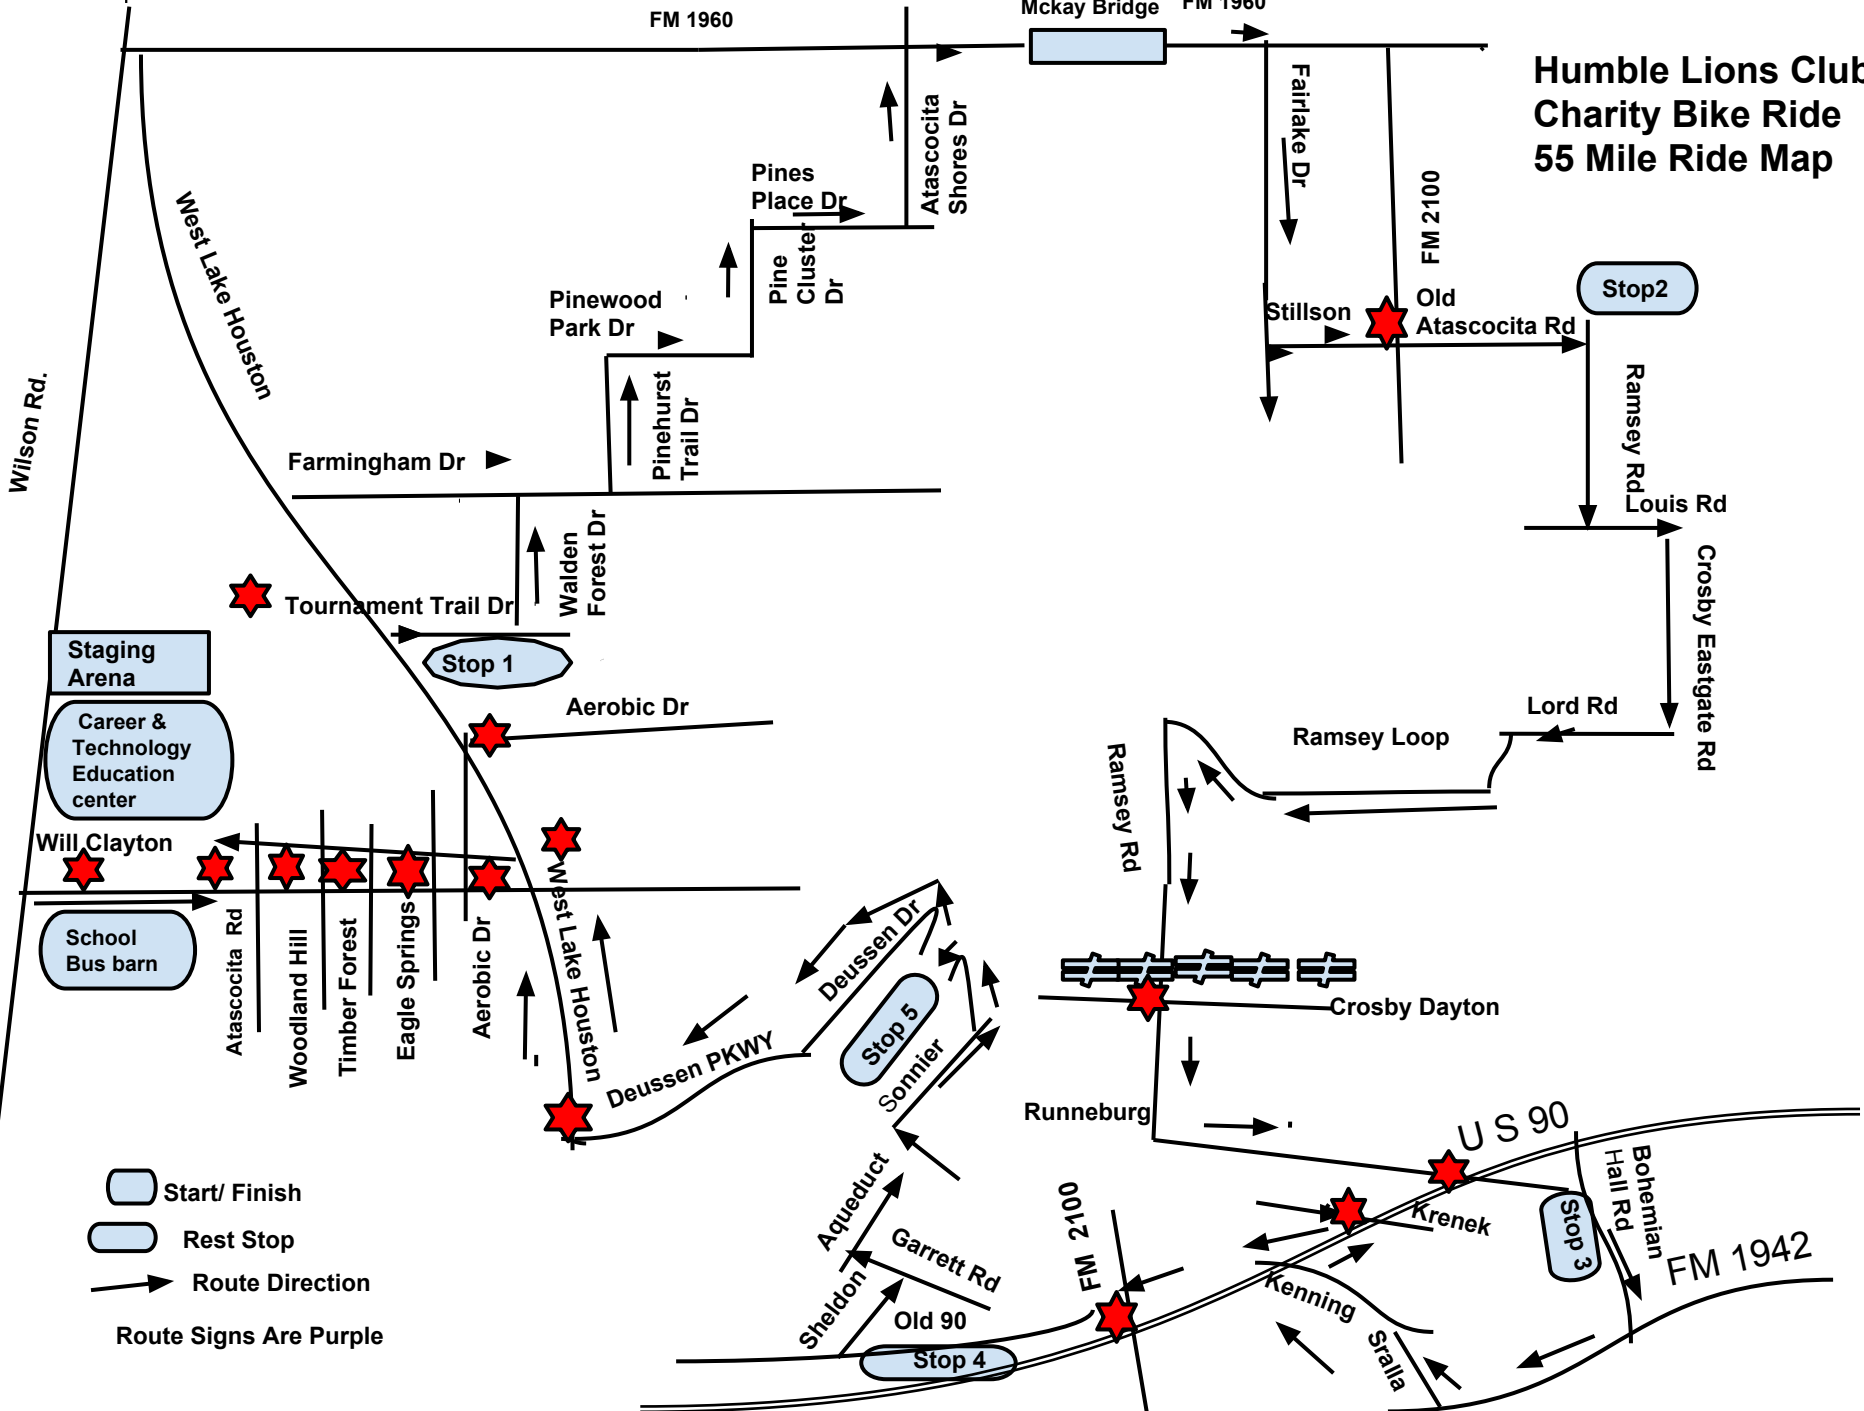 FM 1960
Mckay Bridge
FM 1960
Humble Lions Club
Charity Bike Ride
55 Mile Ride Map
Fairlake Dr
Atascocita
Shores Dr
Pines
Place Dr
FM 2100
West Lake Houston
Pine
Cluster
Dr
Stop2
Pinewood
Park Dr
Stillson
Old
Atascocita Rd
Wilson Rd.
Pinehurst
Trail Dr
Ramsey Rd
Farmingham Dr
Louis Rd
Walden
Forest Dr
Crosby Eastgate Rd
Tournament Trail Dr
Staging
Arena
Stop 1
Career &
Technology
Education
center
Aerobic Dr
Lord Rd
Ramsey Loop
Ramsey Rd
Will Clayton
School
Bus barn
Atascocita Rd
Woodland Hill
Timber Forest
Eagle Springs
Aerobic Dr
West Lake Houston
Deussen Dr
Stop 5
Crosby Dayton
Deussen PKWY
Sonnier
Runneburg
U S 90
Bohemian
Hall Rd
Start/ Finish
Aqueduct
FM 2100
Krenek
Stop 3
Rest Stop
Garrett Rd
FM 1942
Route Direction
Sheldon
Kenning
Old 90
Route Signs Are Purple
Stop 4
Sralla